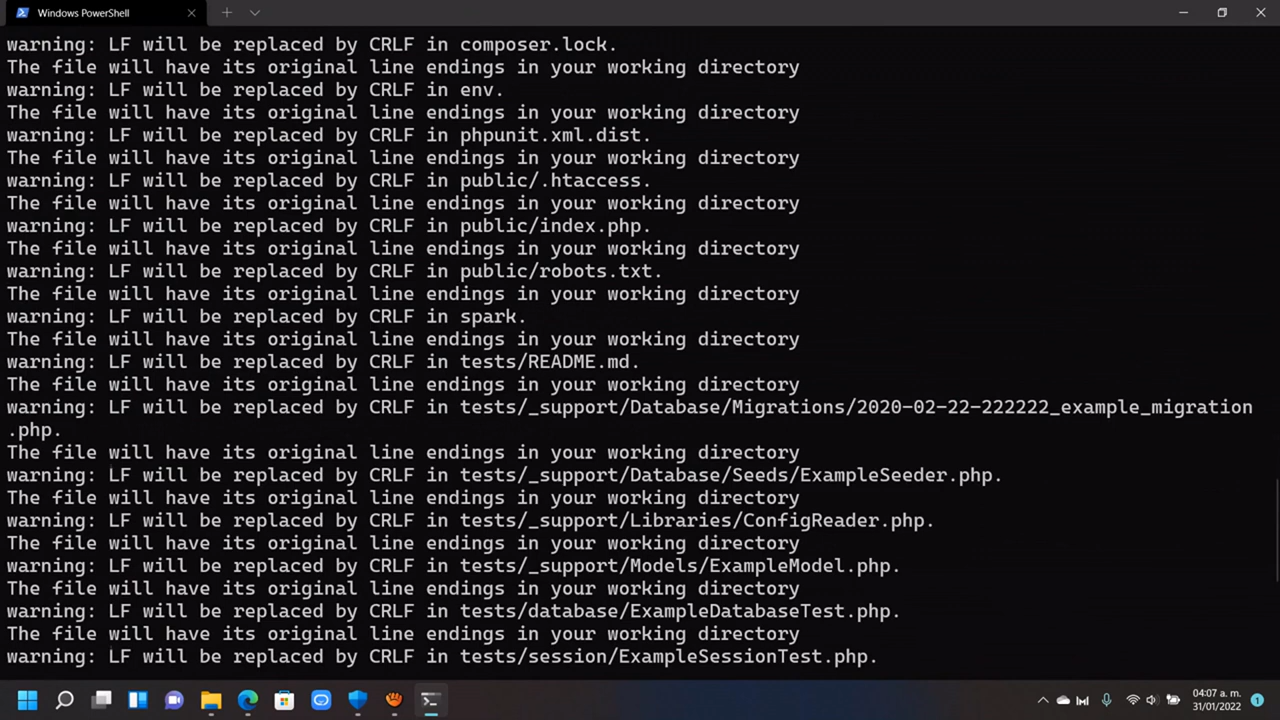 Windows PowerShell
warning: LF will be replaced by CRLF in composer.lock.
The file will have its original line endings in your working directory
warning: LF will be replaced by CRLF in env.
The file will have its original line endings in your working directory
warning: LF will be replaced by CRLF in phpunit.xml.dist.
The file will have its original line endings in your working directory
warning: LF will be replaced by CRLF in public/.htaccess.
The file will have its original line endings in your working directory
warning: LF will be replaced by CRLF in public/index.php.
The file will have its original line endings in your working directory
warning: LF will be replaced by CRLF in public/robots.txt.
The file will have its original line endings in your working directory
warning: LF will be replaced by CRLF in spark.
The file will have its original line endings in your working directory
warning: LF will be replaced by CRLF in tests/README.md.
The file will have its original line endings in your working directory
warning: LF will be replaced by CRLF in tests/_support/Database/Migrations/2020-02-22-222222_example_migration
.php.
The file will have its original line endings in your working directory
warning: LF will be replaced by CRLF in tests/_support/Database/Seeds/ExampleSeeder.php.
The file will have its original line endings in your working directory
warning: LF will be replaced by CRLF in tests/_support/Libraries/ConfigReader.php.
The file will have its original line endings in your working directory
warning: LF will be replaced by CRLF in tests/_support/Models/ExampleModel.php.
The file will have its original line endings in your working directory
warning: LF will be replaced by CRLF in tests/database/ExampleDatabaseTest.php.
The file will have its original line endings in your working directory
warning: LF will be replaced by CRLF in tests/session/ExampleSessionTest.php.
04:07 a. m.
31/01/2022
1